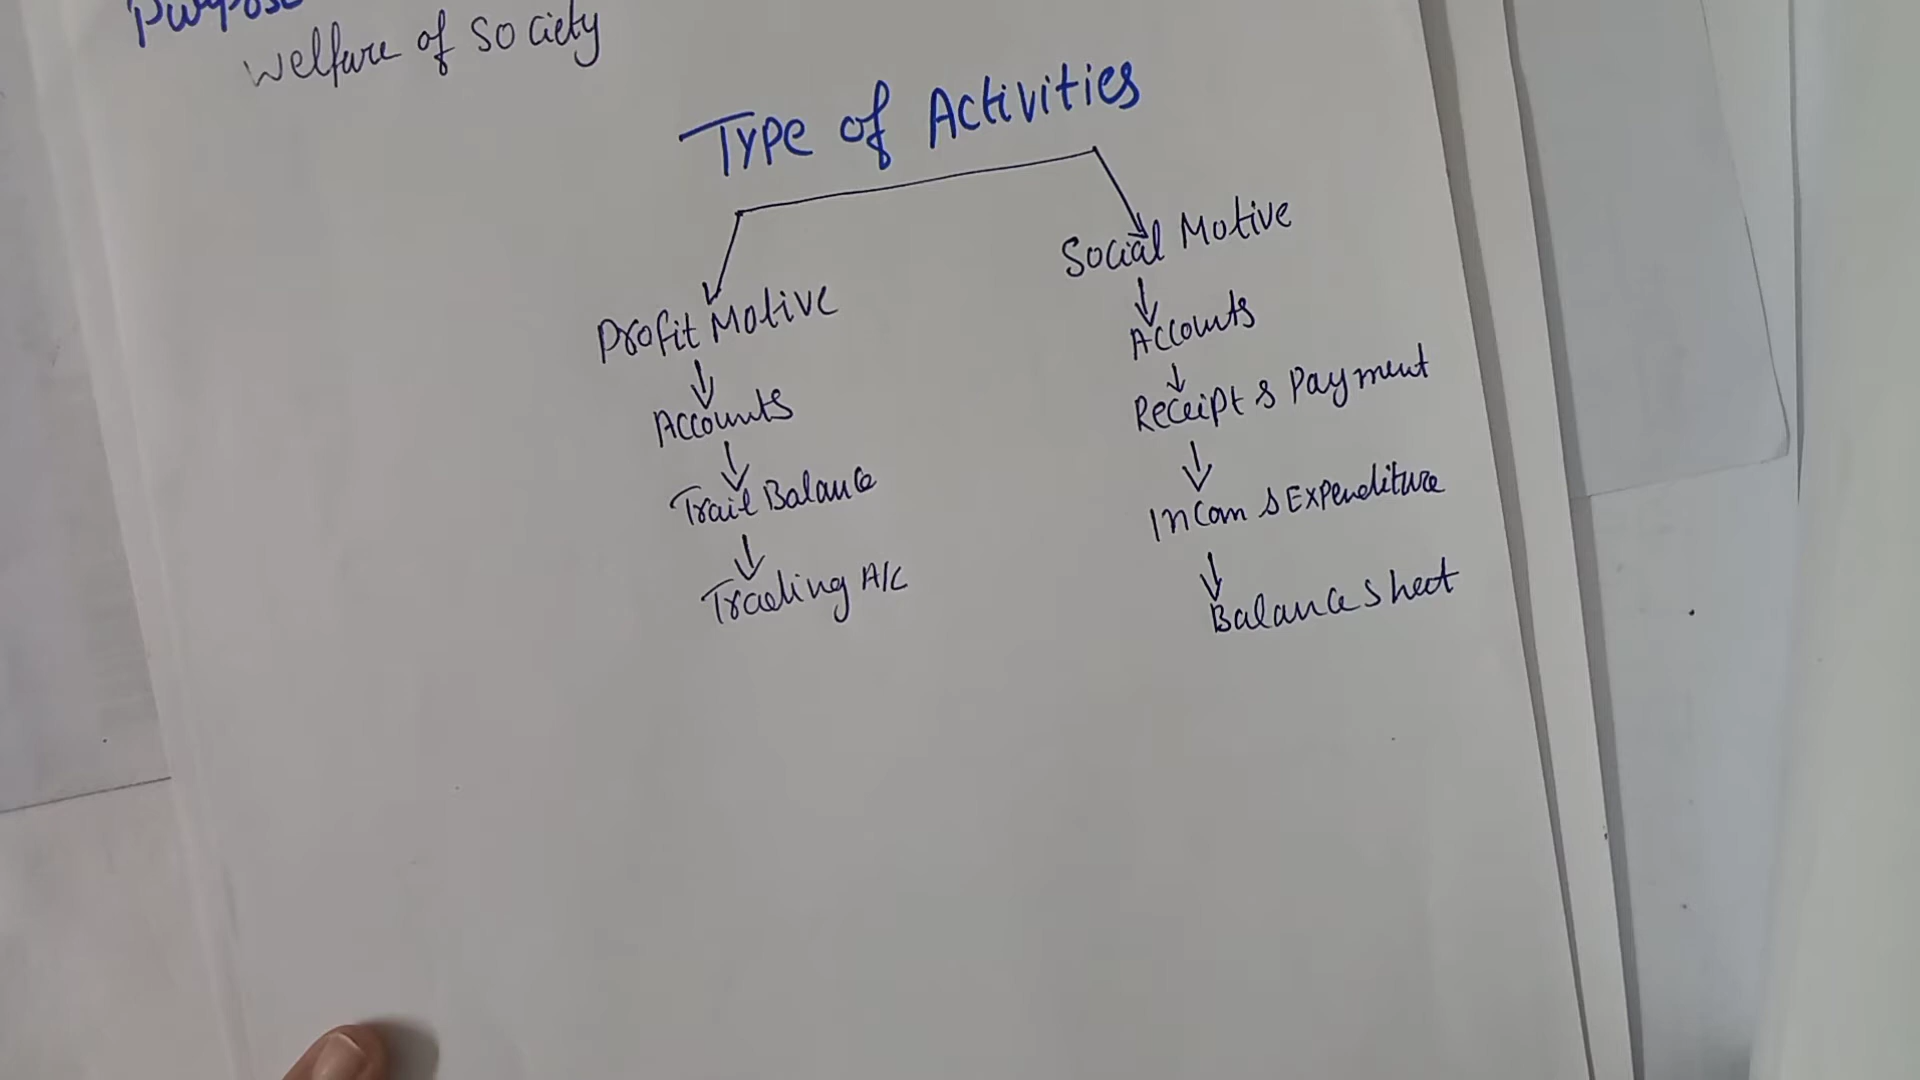 Purpose
Welfare of Society
Type of Activities
Profit Motive
Accounts
Trail Balance
Trading A/C
Social Motive
Accounts
Receipt & Payment
Incom & Expenditure
Balance Sheet